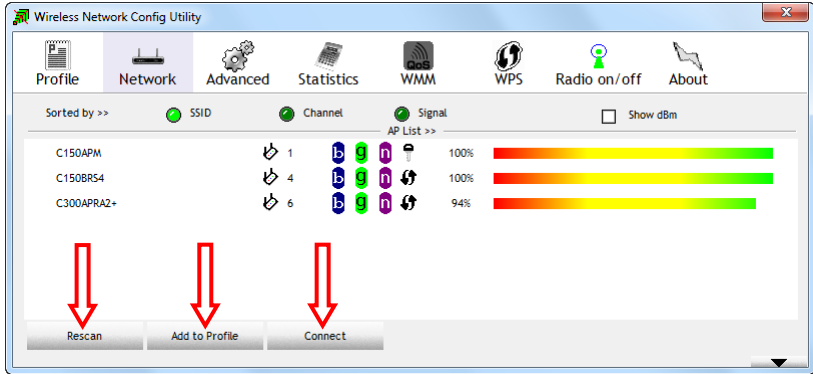 Wireless Network Config Utility
Profile Network Advanced Statistics WMM WPS Radio on/off About
Sorted by >> SSID Channel Signal Show dBm
AP List >>
C150APM 1 b g n 100%
C150BRS4 4 b g n 100%
C300APRA2+ 6 b g n 94%
Rescan Add to Profile Connect